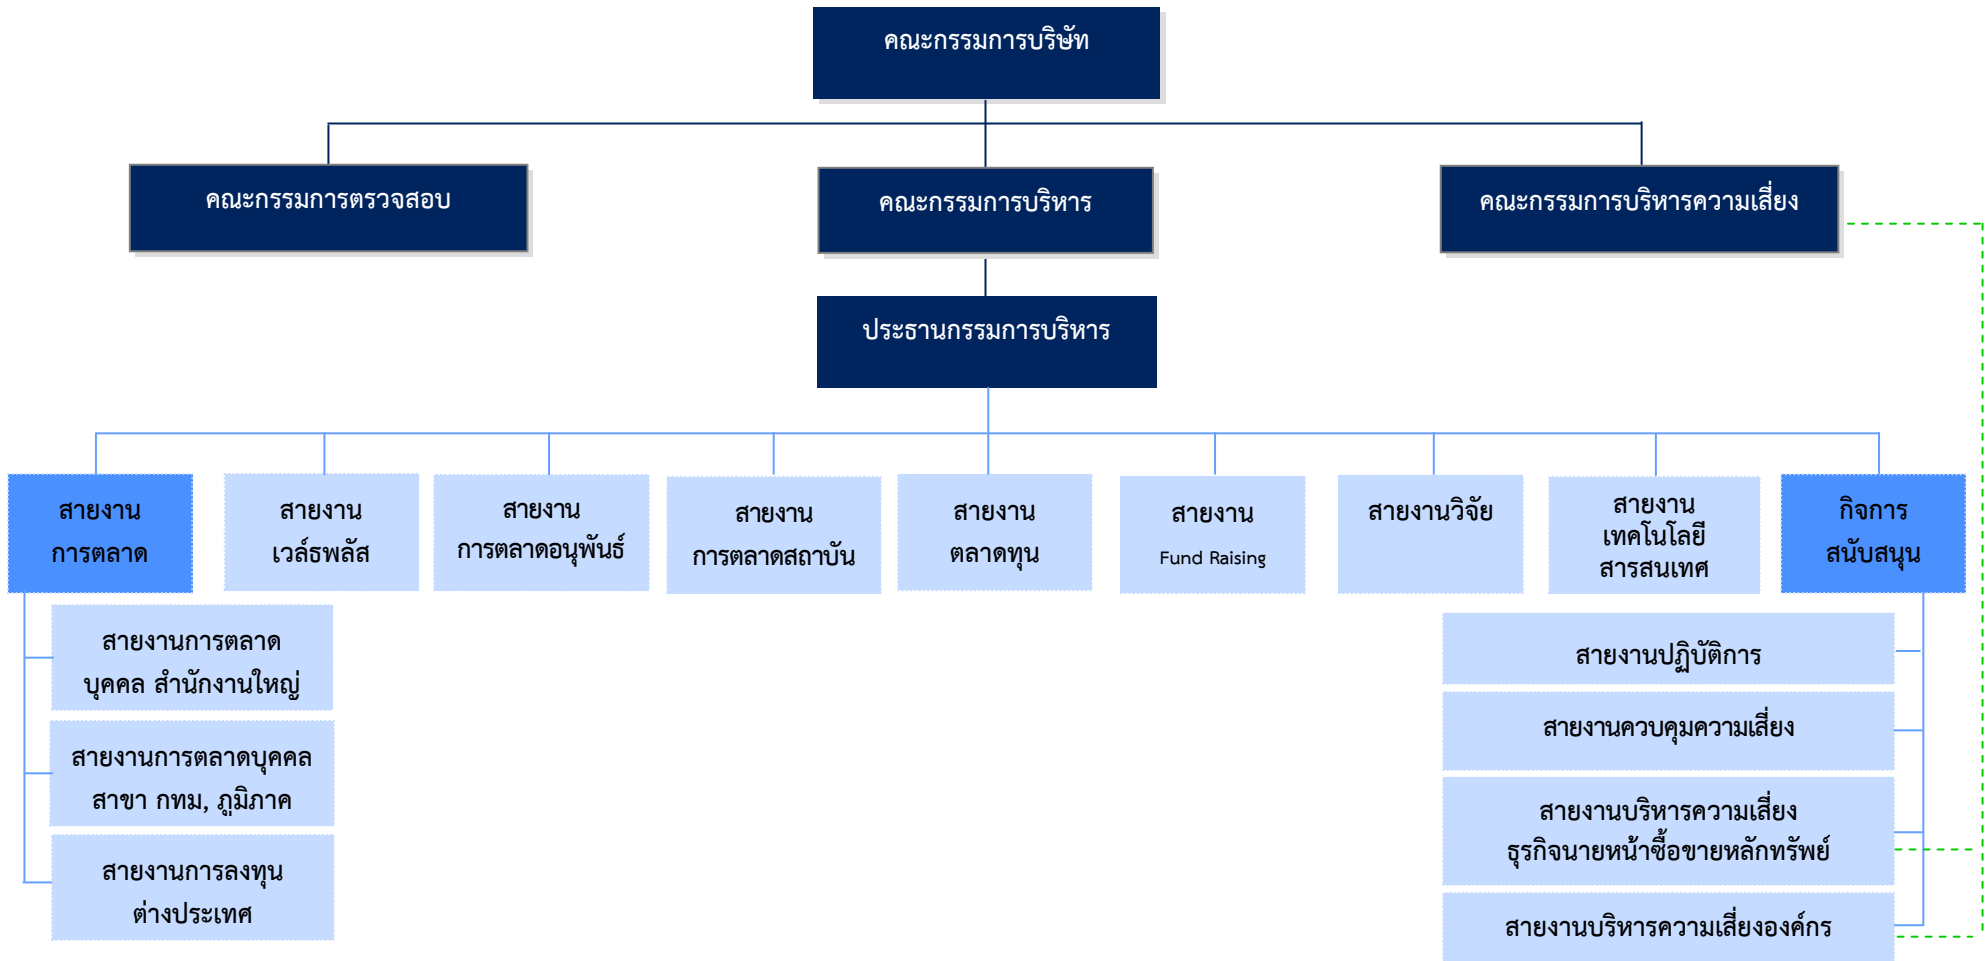 คณะกรรมการบริษัท
คณะกรรมการตรวจสอบ
คณะกรรมการบริหาร
คณะกรรมการบริหารความเสี่ยง
ประธานกรรมการบริหาร
สายงาน
การตลาด
สายงาน
เวล์ธพลัส
สายงาน
การตลาดอนุพันธ์
สายงาน
การตลาดสถาบัน
สายงาน
ตลาดทุน
สายงาน
Fund Raising
สายงานวิจัย
สายงาน
เทคโนโลยี
สารสนเทศ
กิจการ
สนับสนุน
สายงานการตลาด
บุคคล สำนักงานใหญ่
สายงานการตลาดบุคคล
สาขา กทม, ภูมิภาค
สายงานการลงทุน
ต่างประเทศ
สายงานปฏิบัติการ
สายงานควบคุมความเสี่ยง
สายงานบริหารความเสี่ยง
ธุรกิจนายหน้าซื้อขายหลักทรัพย์
สายงานบริหารความเสี่ยงองค์กร